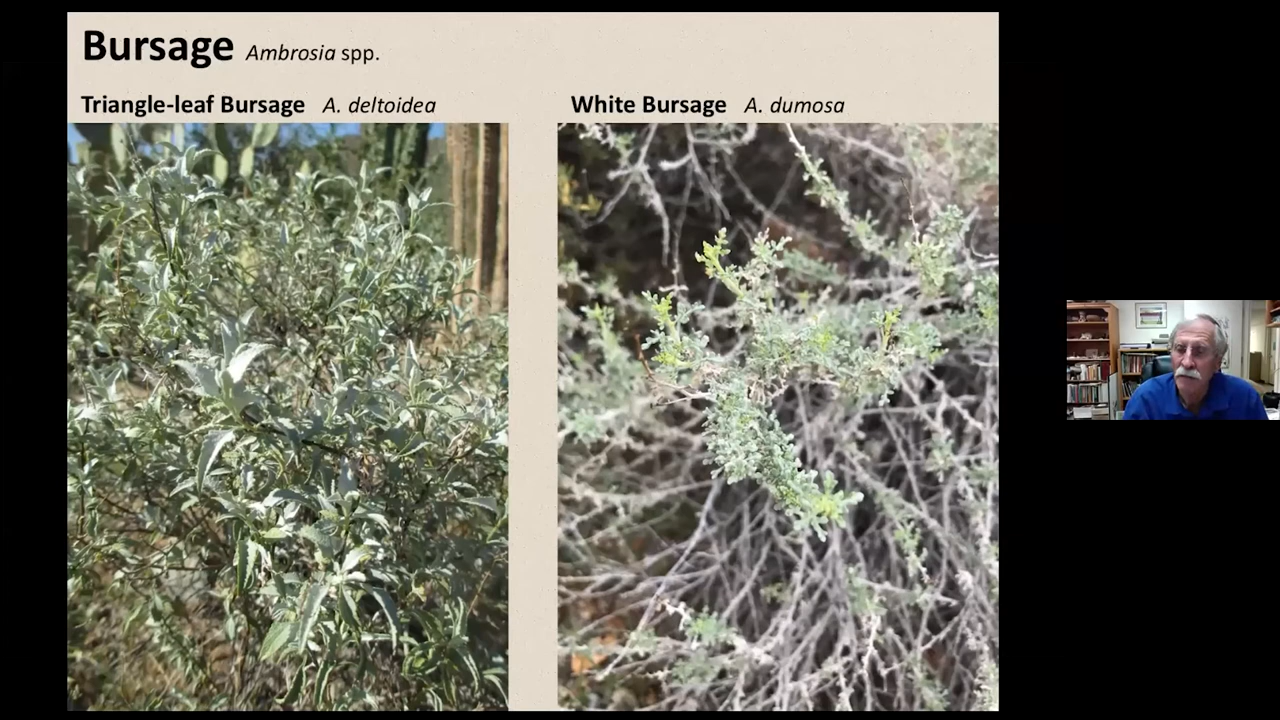 Bursage Ambrosia spp.
Triangle-leaf Bursage A. deltoidea
White Bursage A. dumosa